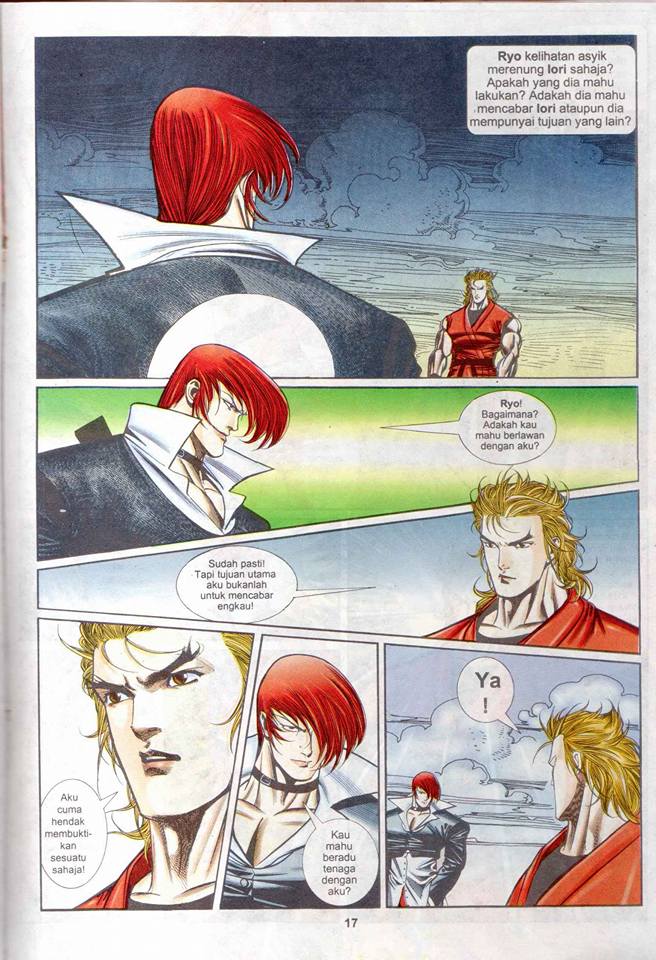 Ryo kelihatan asyik
merenung Iori sahaja?
Apakah yang dia mahu
lakukan? Adakah dia mahu
mencabar Iori ataupun dia
mempunyai tujuan yang lain?
Ryo!
Bagaimana?
Adakah kau
mahu berlawan
dengan aku?
Sudah pasti!
Tapi tujuan utama
aku bukanlah
untuk mencabar
engkau!
Aku
cuma
hendak
membukti-
kan
sesuatu
sahaja!
Kau
mahu
beradu
tenaga
dengan
aku?
Ya
!
17